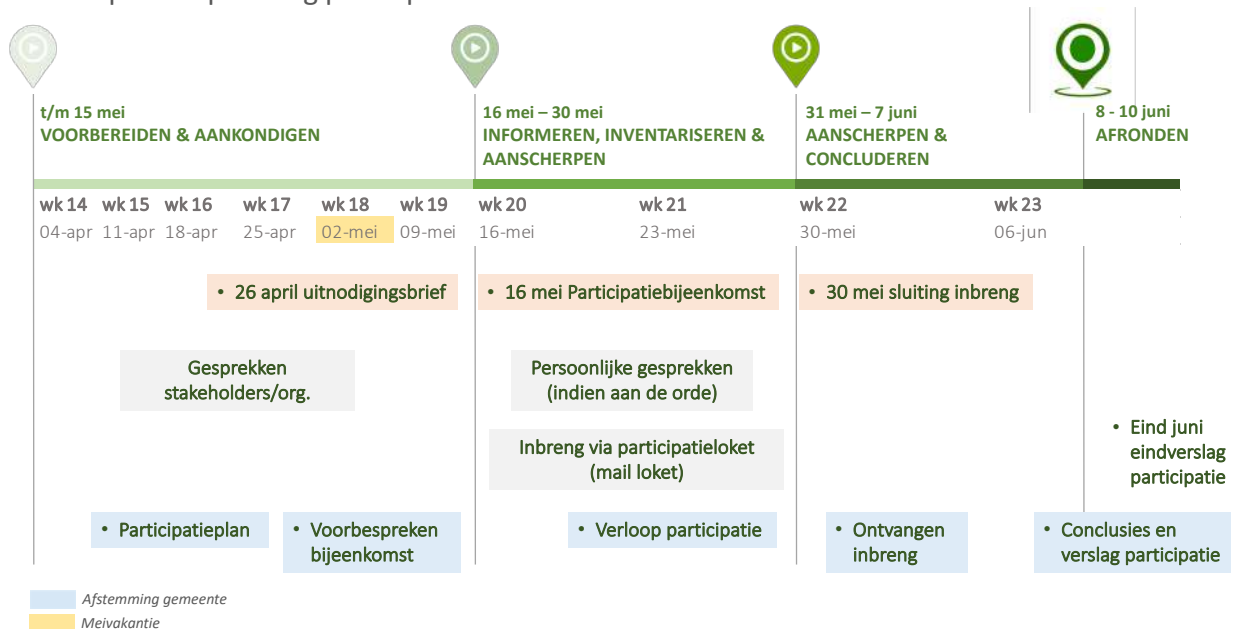 t/m 15 mei
VOORBEREIDEN & AANKONDIGEN
16 mei – 30 mei
INFORMEREN, INVENTARISEREN &
AANSCHERPEN
31 mei – 7 juni
AANSCHERPEN &
CONCLUDEREN
8 - 10 juni
AFRONDEN
wk 14 wk 15 wk 16 wk 17 wk 18 wk 19 wk 20 wk 21 wk 22 wk 23
04-apr 11-apr 18-apr 25-apr 02-mei 09-mei 16-mei 23-mei 30-mei 06-jun
• 26 april uitnodigingsbrief
• 16 mei Participatiebijeenkomst
• 30 mei sluiting inbreng
Gesprekken
stakeholders/org.
Persoonlijke gesprekken
(indien aan de orde)
Inbreng via participatieloket
(mail loket)
• Eind juni
eindverslag
participatie
• Participatieplan
• Voorbespreken
bijeenkomst
• Verloop participatie
• Ontvangen
inbreng
• Conclusies en
verslag participatie
Afstemming gemeente
Meivakantie